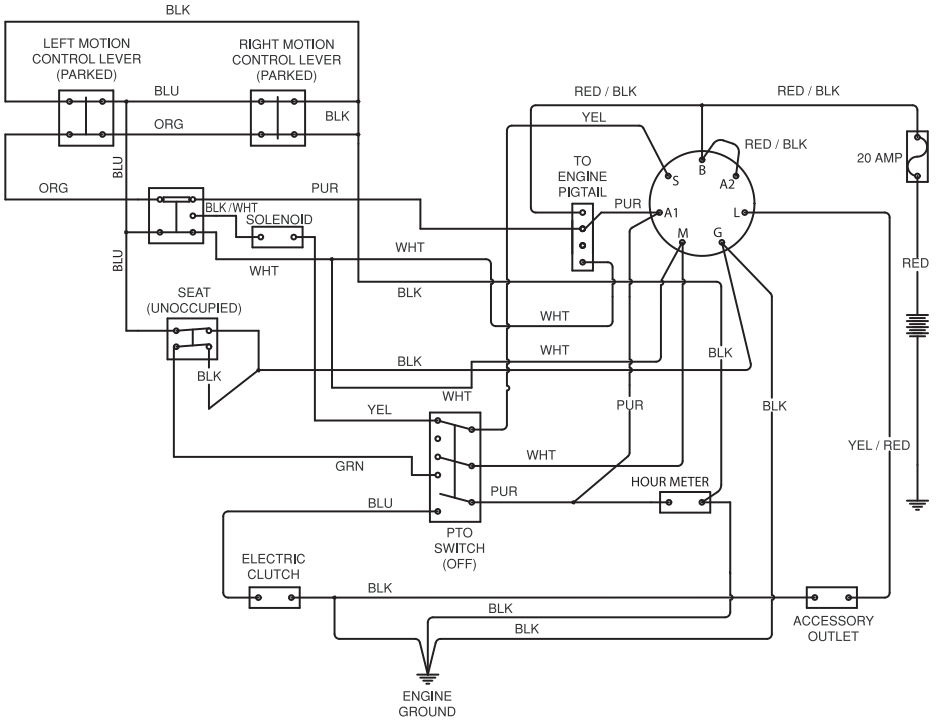 BLK
LEFT MOTION
CONTROL LEVER
(PARKED)
RIGHT MOTION
CONTROL LEVER
(PARKED)
BLU
BLK
ORG
RED / BLK
RED / BLK
YEL
RED / BLK
20 AMP
TO
ENGINE
PIGTAIL
B
S
A2
BLU
ORG
PUR
BLK/WHT
SOLENOID
PUR
A1
L
M
G
WHT
WHT
BLU
RED
BLK
SEAT
(UNOCCUPIED)
WHT
WHT
BLK
BLK
BLK
WHT
YEL
PUR
BLK
GRN
WHT
YEL / RED
BLU
PUR
HOUR METER
PTO
SWITCH
(OFF)
ELECTRIC
CLUTCH
BLK
BLK
BLK
ACCESSORY
OUTLET
ENGINE
GROUND